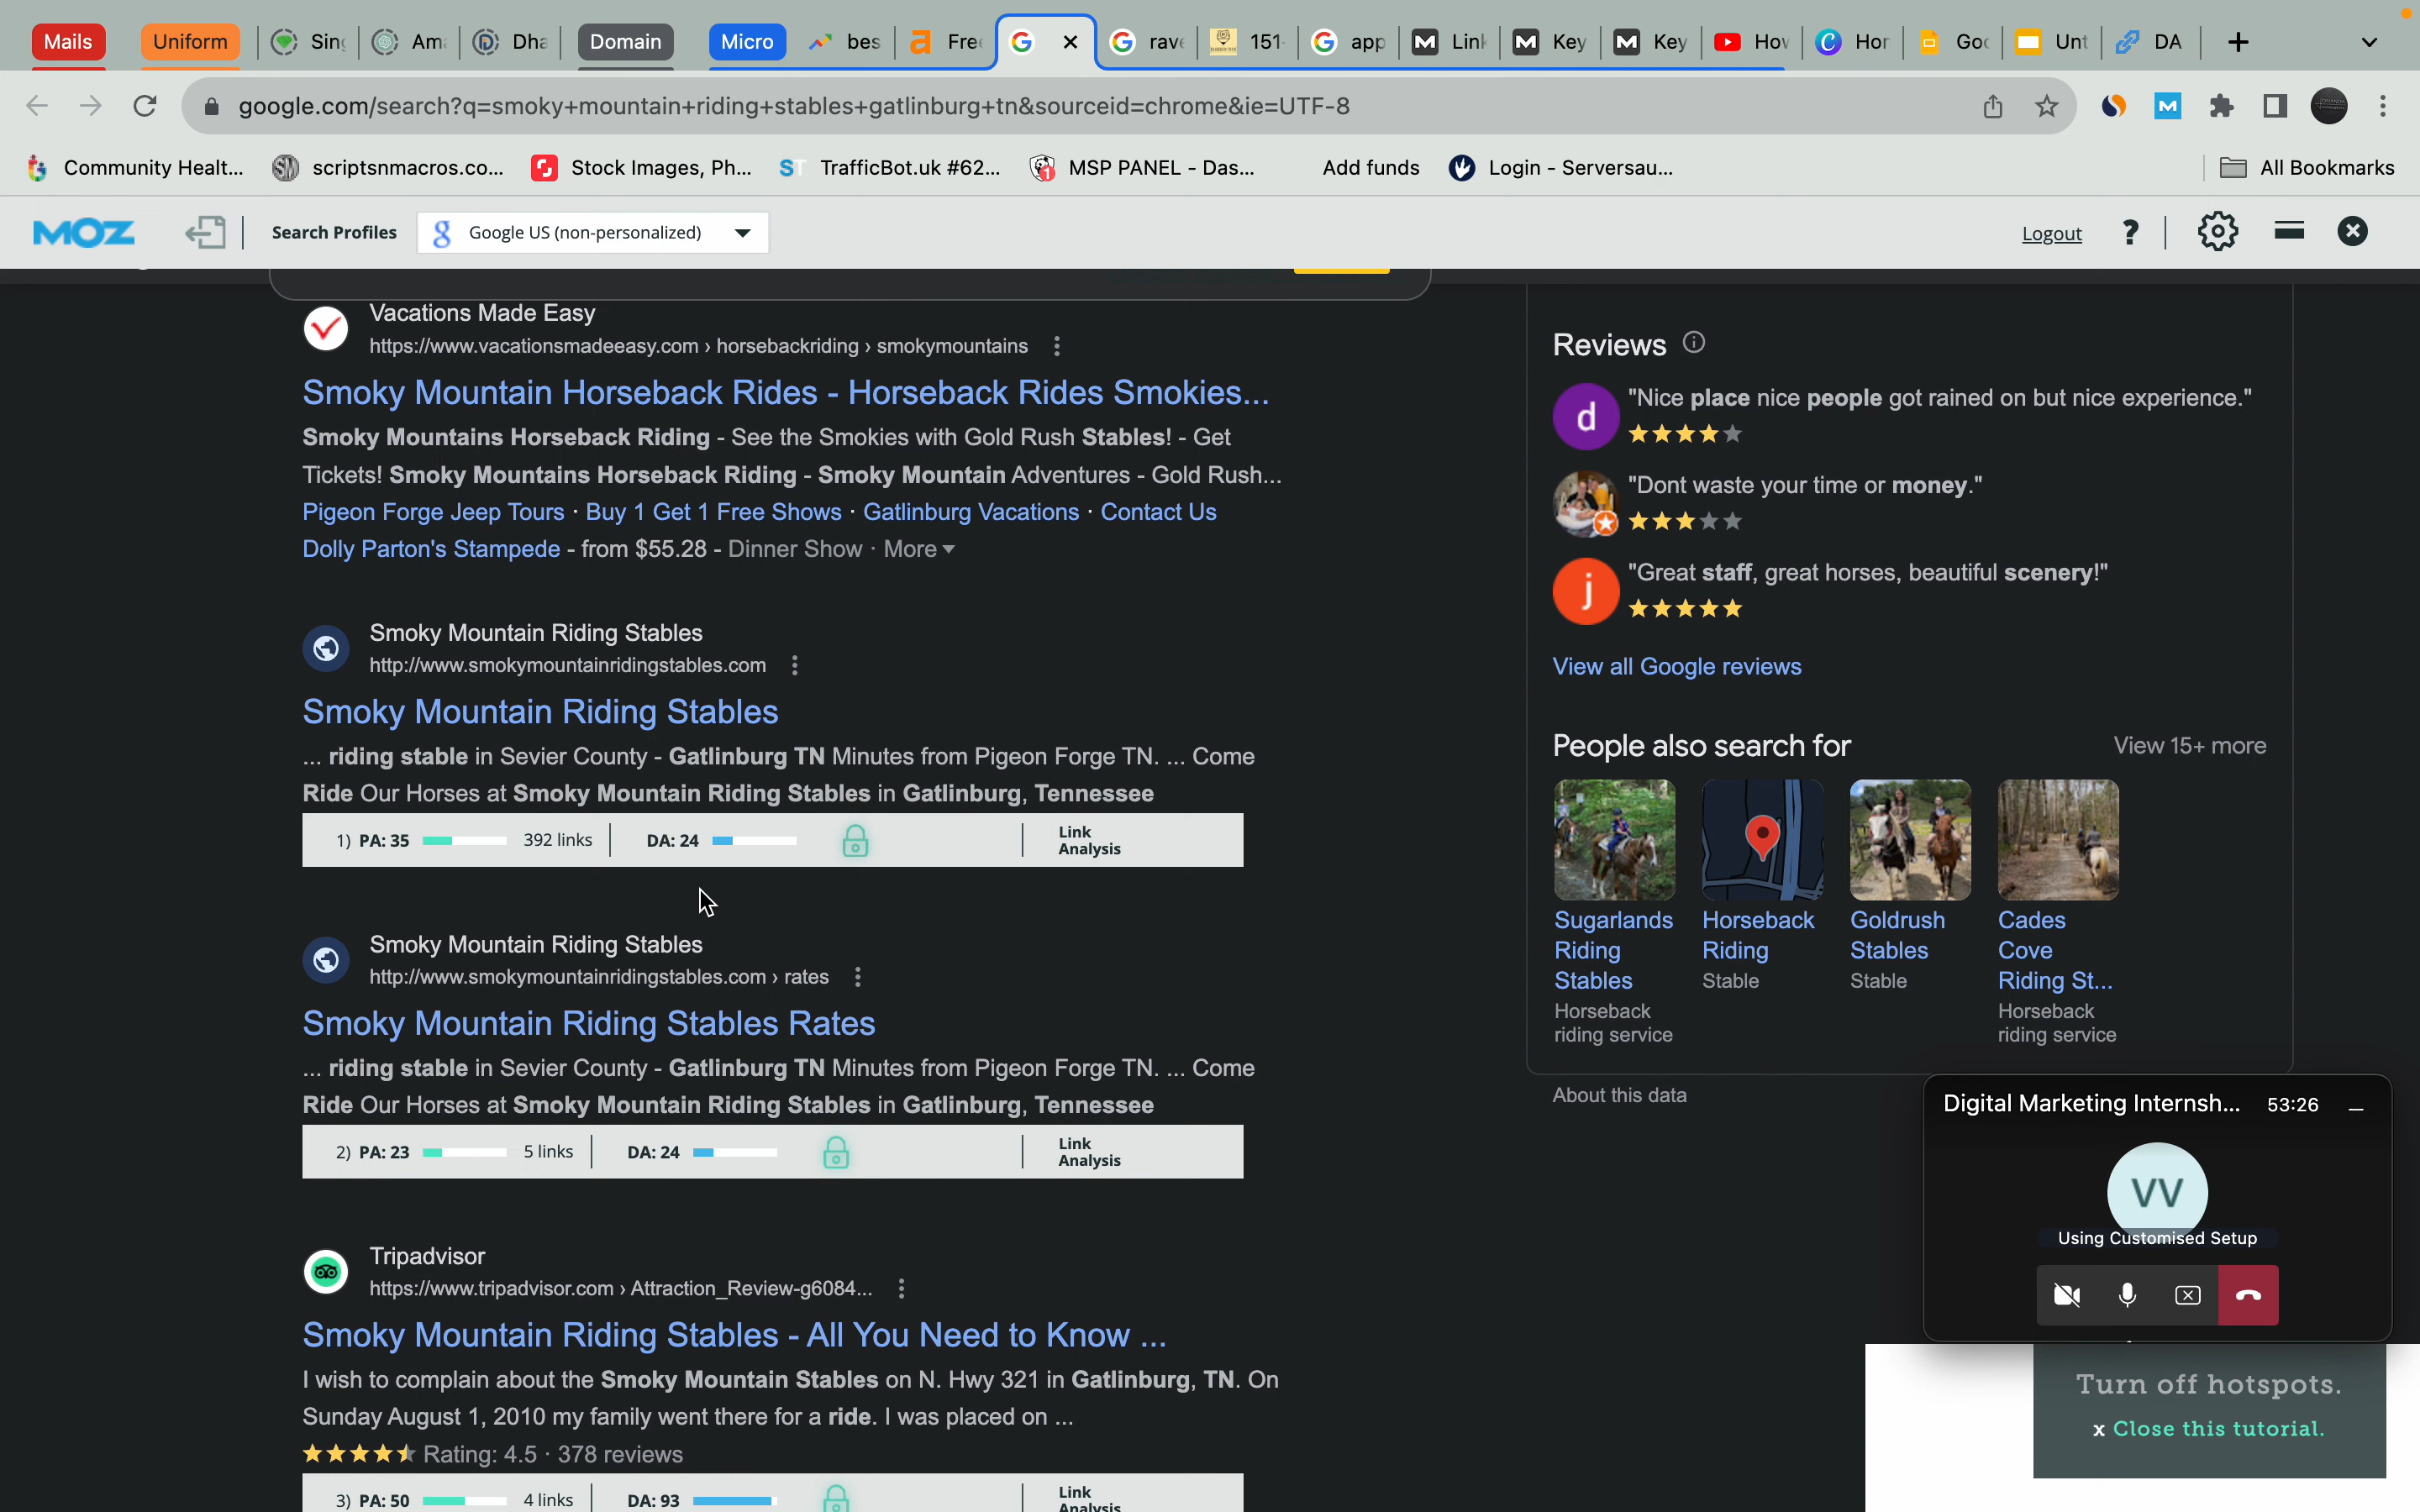 Mails Uniform Sin Am Dha Domain Micro bes Fre rav 151 app Link Key Key How Hor Goo Unt DA
google.com/search?q=smoky+mountain+riding+stables+gatlinburg+tn&sourceid=chrome&ie=UTF-8
Community Healt... scriptsnmacros.co... Stock Images, Ph... TrafficBot.uk #62... MSP PANEL - Das... Add funds Login - Serversau... All Bookmarks
MOZ Search Profiles Google US (non-personalized) Logout ?
Vacations Made Easy
https://www.vacationsmadeeasy.com › horsebackriding › smokymountains
Smoky Mountain Horseback Rides - Horseback Rides Smokies...
Smoky Mountains Horseback Riding - See the Smokies with Gold Rush Stables! - Get
Tickets! Smoky Mountains Horseback Riding - Smoky Mountain Adventures - Gold Rush...
Pigeon Forge Jeep Tours · Buy 1 Get 1 Free Shows · Gatlinburg Vacations · Contact Us
Dolly Parton's Stampede - from $55.28 - Dinner Show · More
Smoky Mountain Riding Stables
http://www.smokymountainridingstables.com
Smoky Mountain Riding Stables
... riding stable in Sevier County - Gatlinburg TN Minutes from Pigeon Forge TN. ... Come
Ride Our Horses at Smoky Mountain Riding Stables in Gatlinburg, Tennessee
1) PA: 35 392 links DA: 24 Link Analysis
Smoky Mountain Riding Stables
http://www.smokymountainridingstables.com › rates
Smoky Mountain Riding Stables Rates
... riding stable in Sevier County - Gatlinburg TN Minutes from Pigeon Forge TN. ... Come
Ride Our Horses at Smoky Mountain Riding Stables in Gatlinburg, Tennessee
2) PA: 23 5 links DA: 24 Link Analysis
Tripadvisor
https://www.tripadvisor.com › Attraction_Review-g6084...
Smoky Mountain Riding Stables - All You Need to Know ...
I wish to complain about the Smoky Mountain Stables on N. Hwy 321 in Gatlinburg, TN. On
Sunday August 1, 2010 my family went there for a ride. I was placed on ...
Rating: 4.5 · 378 reviews
3) PA: 50 4 links DA: 93 Link Analysis
Reviews
d "Nice place nice people got rained on but nice experience."
"Dont waste your time or money."
j "Great staff, great horses, beautiful scenery!"
View all Google reviews
People also search for View 15+ more
Sugarlands Riding Stables
Horseback riding service
Horseback Riding
Stable
Goldrush Stables
Stable
Cades Cove Riding St...
Horseback riding service
About this data
Digital Marketing Internsh... 53:26
VV
Using Customised Setup
Turn off hotspots.
x Close this tutorial.